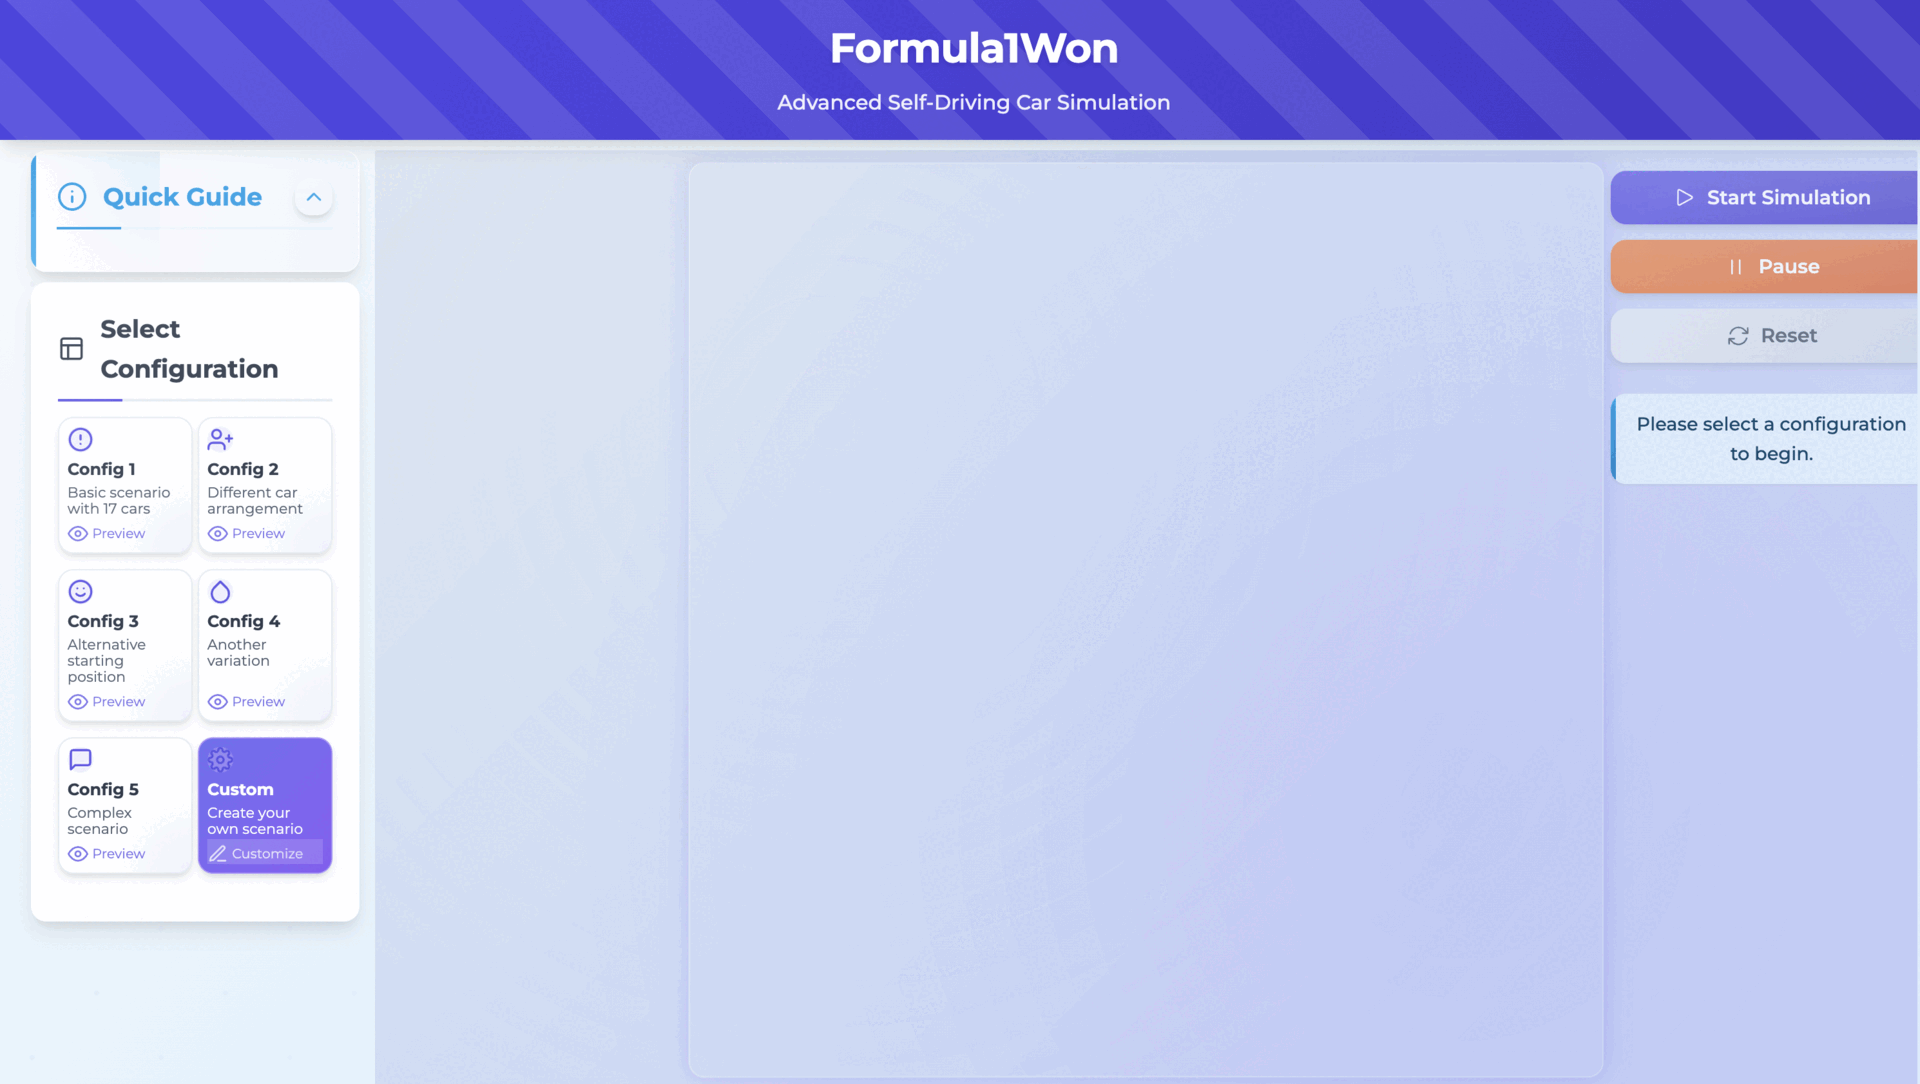 Formula1Won
Advanced Self-Driving Car Simulation
Quick Guide
Select
Configuration
Config 1
Basic scenario
with 17 cars
Preview
Config 2
Different car
arrangement
Preview
Config 3
Alternative
starting
position
Preview
Config 4
Another
variation
Preview
Config 5
Complex
scenario
Preview
Custom
Create your
own scenario
Customize
Start Simulation
Pause
Reset
Please select a configuration
to begin.